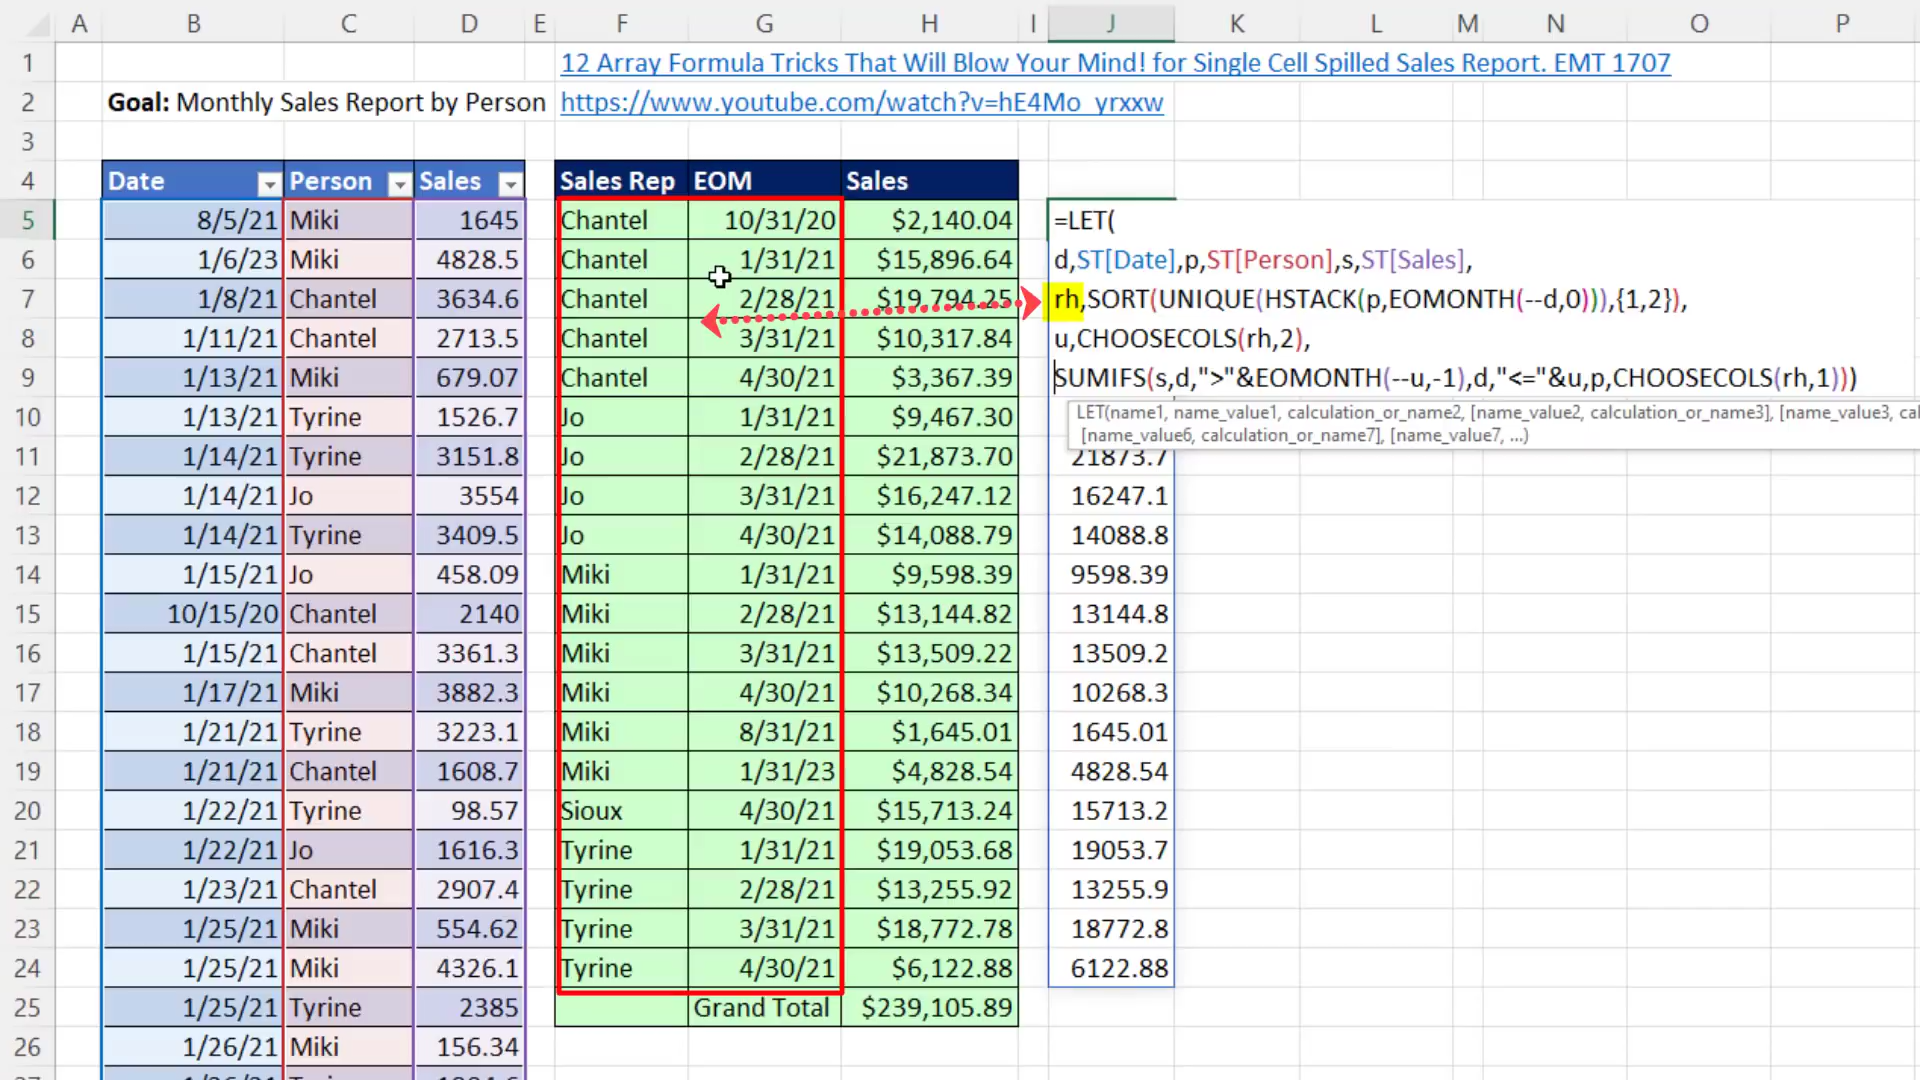 A B C D E F G H I J K L M N O P
1 12 Array Formula Tricks That Will Blow Your Mind! for Single Cell Spilled Sales Report. EMT 1707
2 Goal: Monthly Sales Report by Person https://www.youtube.com/watch?v=hE4Mo_yrxxw
3
4 Date Person Sales Sales Rep EOM Sales
5 8/5/21 Miki 1645 Chantel 10/31/20 $2,140.04 =LET(
6 1/6/23 Miki 4828.5 Chantel 1/31/21 $15,896.64 d,ST[Date],p,ST[Person],s,ST[Sales],
7 1/8/21 Chantel 3634.6 Chantel 2/28/21 $19,794.25 rh,SORT(UNIQUE(HSTACK(p,EOMONTH(--d,0))),{1,2}),
8 1/11/21 Chantel 2713.5 Chantel 3/31/21 $10,317.84 u,CHOOSECOLS(rh,2),
9 1/13/21 Miki 679.07 Chantel 4/30/21 $3,367.39 SUMIFS(s,d,">"&EOMONTH(--u,-1),d,"<="&u,p,CHOOSECOLS(rh,1)))
10 1/13/21 Tyrine 1526.7 Jo 1/31/21 $9,467.30 LET(name1, name_value1, calculation_or_name2, [name_value2, calculation_or_name3], [name_value3, cal
[name_value6, calculation_or_name7], [name_value7, ...)
11 1/14/21 Tyrine 3151.8 Jo 2/28/21 $21,873.70 21873.7
12 1/14/21 Jo 3554 Jo 3/31/21 $16,247.12 16247.1
13 1/14/21 Tyrine 3409.5 Jo 4/30/21 $14,088.79 14088.8
14 1/15/21 Jo 458.09 Miki 1/31/21 $9,598.39 9598.39
15 10/15/20 Chantel 2140 Miki 2/28/21 $13,144.82 13144.8
16 1/15/21 Chantel 3361.3 Miki 3/31/21 $13,509.22 13509.2
17 1/17/21 Miki 3882.3 Miki 4/30/21 $10,268.34 10268.3
18 1/21/21 Tyrine 3223.1 Miki 8/31/21 $1,645.01 1645.01
19 1/21/21 Chantel 1608.7 Miki 1/31/23 $4,828.54 4828.54
20 1/22/21 Tyrine 98.57 Sioux 4/30/21 $15,713.24 15713.2
21 1/22/21 Jo 1616.3 Tyrine 1/31/21 $19,053.68 19053.7
22 1/23/21 Chantel 2907.4 Tyrine 2/28/21 $13,255.92 13255.9
23 1/25/21 Miki 554.62 Tyrine 3/31/21 $18,772.78 18772.8
24 1/25/21 Miki 4326.1 Tyrine 4/30/21 $6,122.88 6122.88
25 1/25/21 Tyrine 2385 Grand Total $239,105.89
26 1/26/21 Miki 156.34